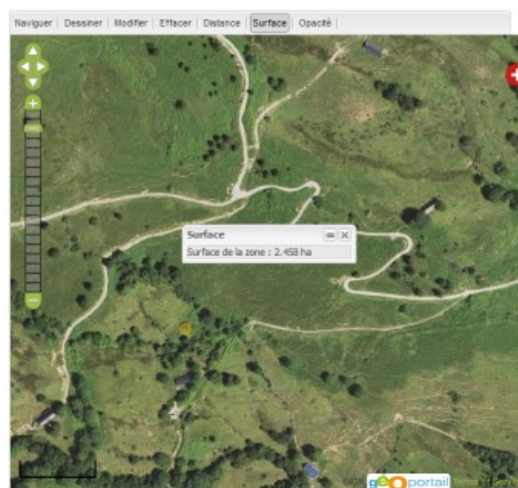 Naviguer | Dessiner | Modifier | Effacer | Distance | Surface | Opacité |
Surface
Surface de la zone : 2.458 ha
géoportail